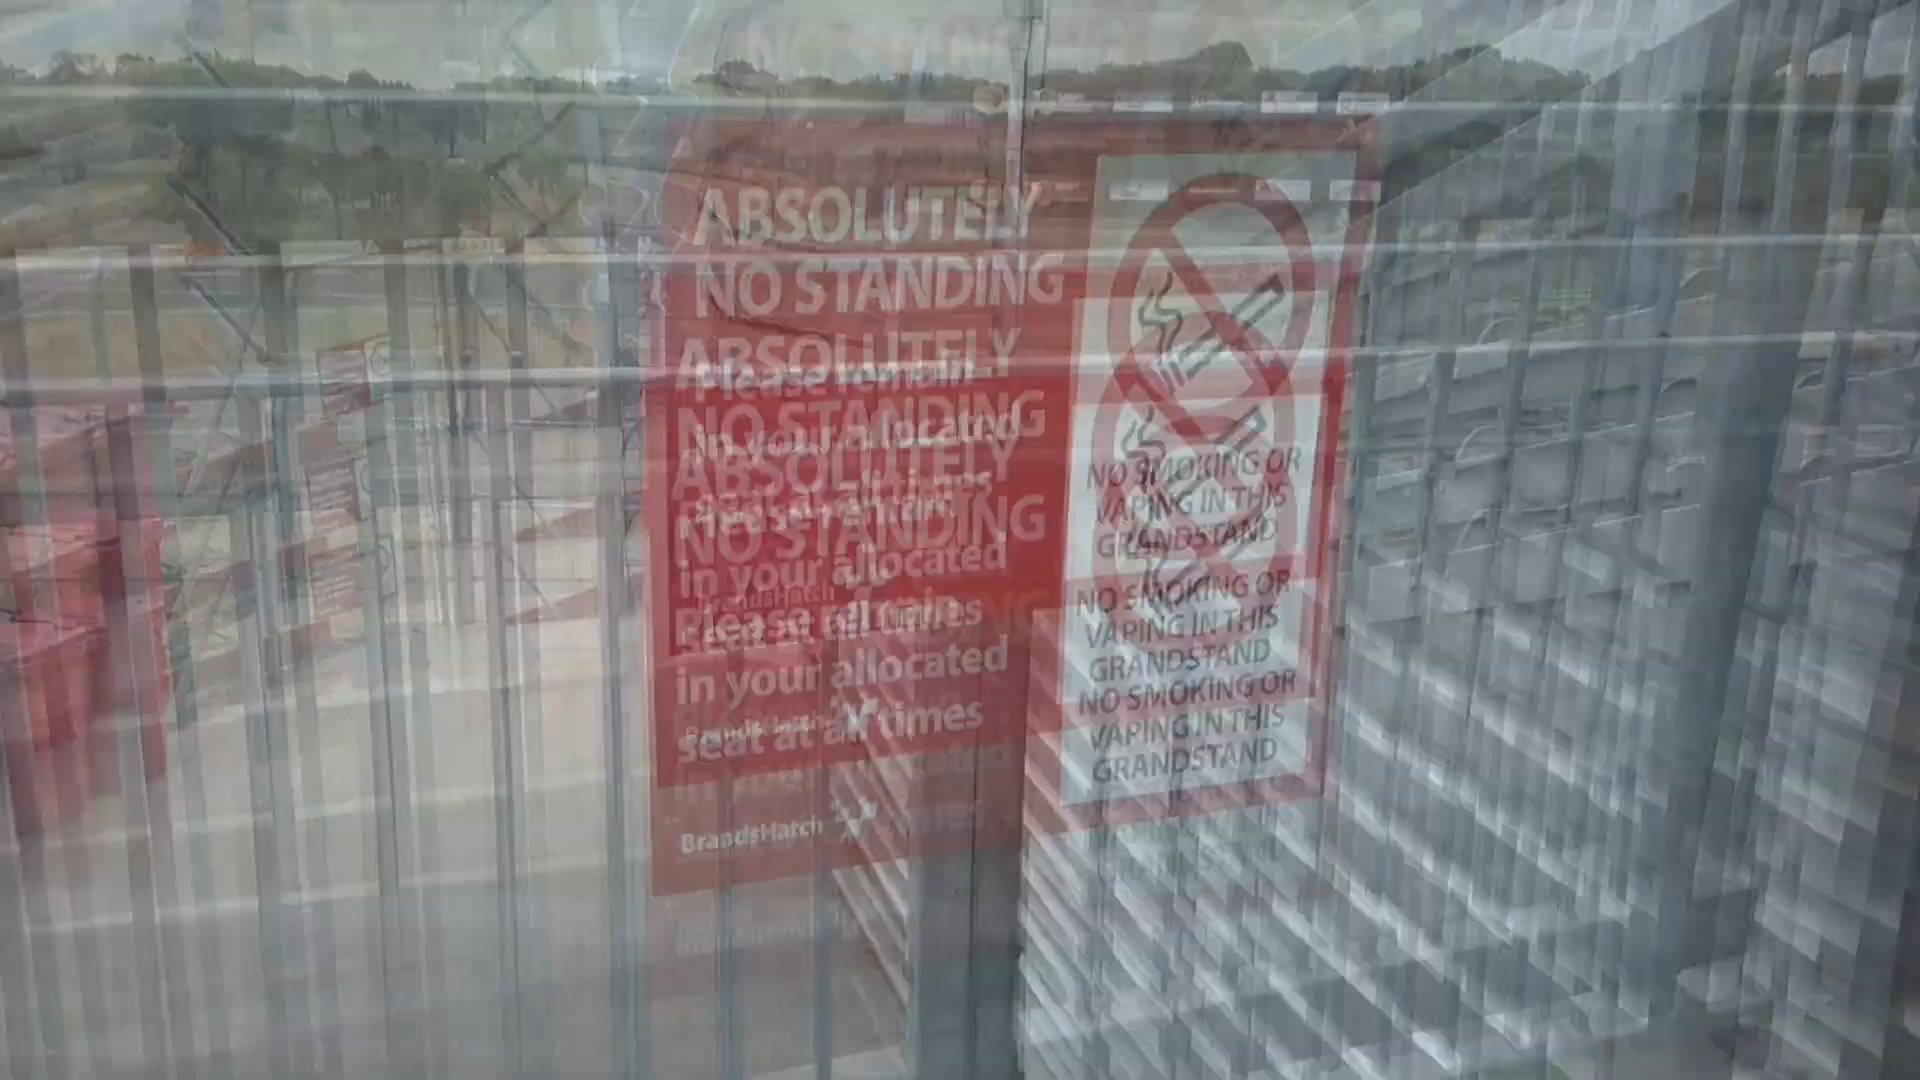 ABSOLUTELY
NO STANDING
Please remain
in your allocated
seat at all times
BrandsHatch
NO SMOKING OR
VAPING IN THIS
GRANDSTAND